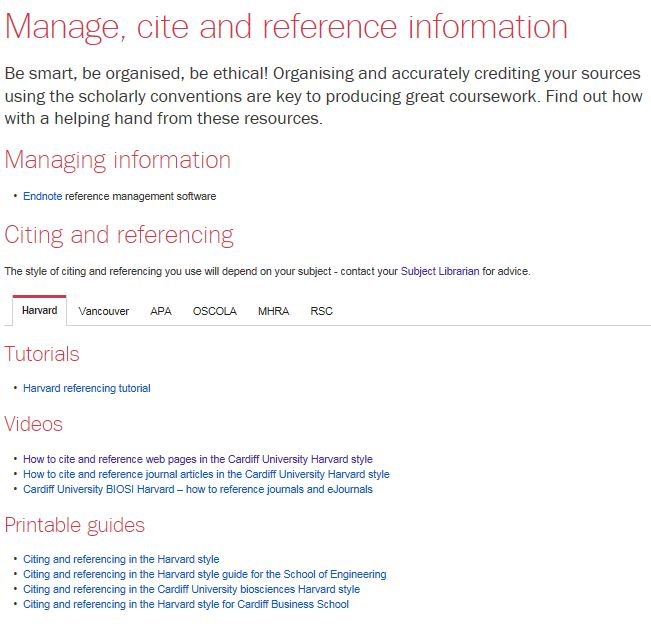 Manage, cite and reference information
Be smart, be organised, be ethical! Organising and accurately crediting your sources
using the scholarly conventions are key to producing great coursework. Find out how
with a helping hand from these resources.
Managing information
• Endnote reference management software
Citing and referencing
The style of citing and referencing you use will depend on your subject - contact your Subject Librarian for advice.
Harvard Vancouver APA OSCOLA MHRA RSC
Tutorials
• Harvard referencing tutorial
Videos
• How to cite and reference web pages in the Cardiff University Harvard style
• How to cite and reference journal articles in the Cardiff University Harvard style
• Cardiff University BIOSI Harvard – how to reference journals and eJournals
Printable guides
• Citing and referencing in the Harvard style
• Citing and referencing in the Harvard style guide for the School of Engineering
• Citing and referencing in the Cardiff University biosciences Harvard style
• Citing and referencing in the Harvard style for Cardiff Business School